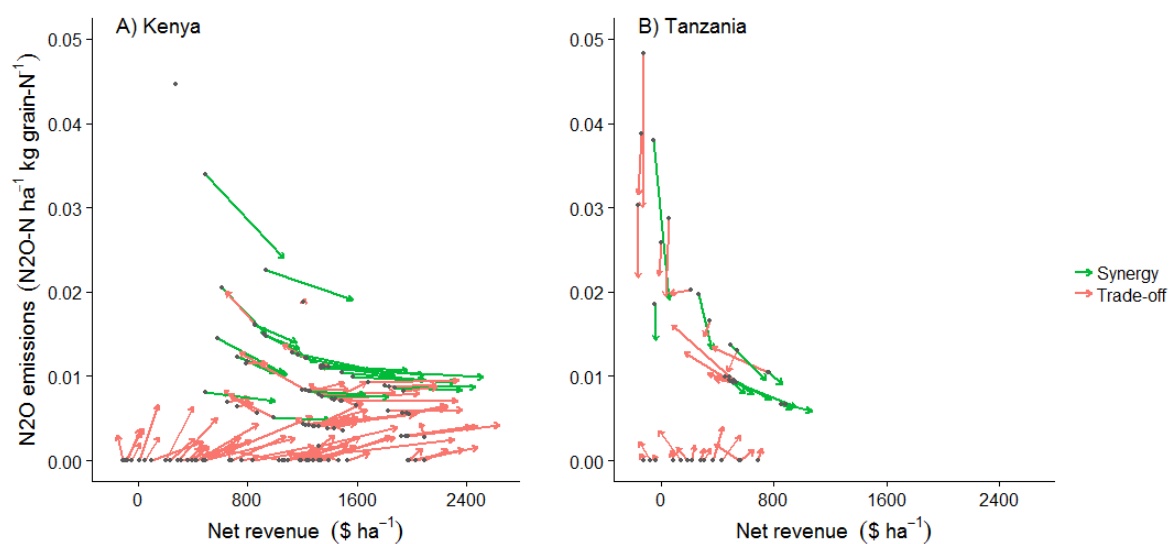 A) Kenya
B) Tanzania
N2O emissions (N2O-N ha⁻¹ kg grain-N⁻¹)
0.05
0.04
0.03
0.02
0.01
0.00
0 800 1600 2400
Net revenue ($ ha⁻¹)
0.05
0.04
0.03
0.02
0.01
0.00
0 800 1600 2400
Net revenue ($ ha⁻¹)
Synergy
Trade-off